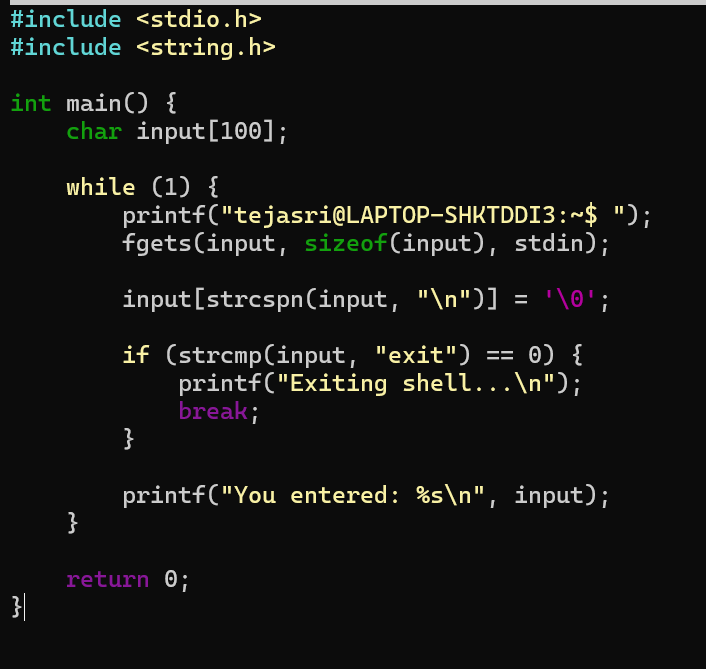 #include <stdio.h>
#include <string.h>

int main() {
    char input[100];

    while (1) {
        printf("tejasri@LAPTOP-SHKTDDI3:~$ ");
        fgets(input, sizeof(input), stdin);

        input[strcspn(input, "\n")] = '\0';

        if (strcmp(input, "exit") == 0) {
            printf("Exiting shell...\n");
            break;
        }

        printf("You entered: %s\n", input);
    }

    return 0;
}